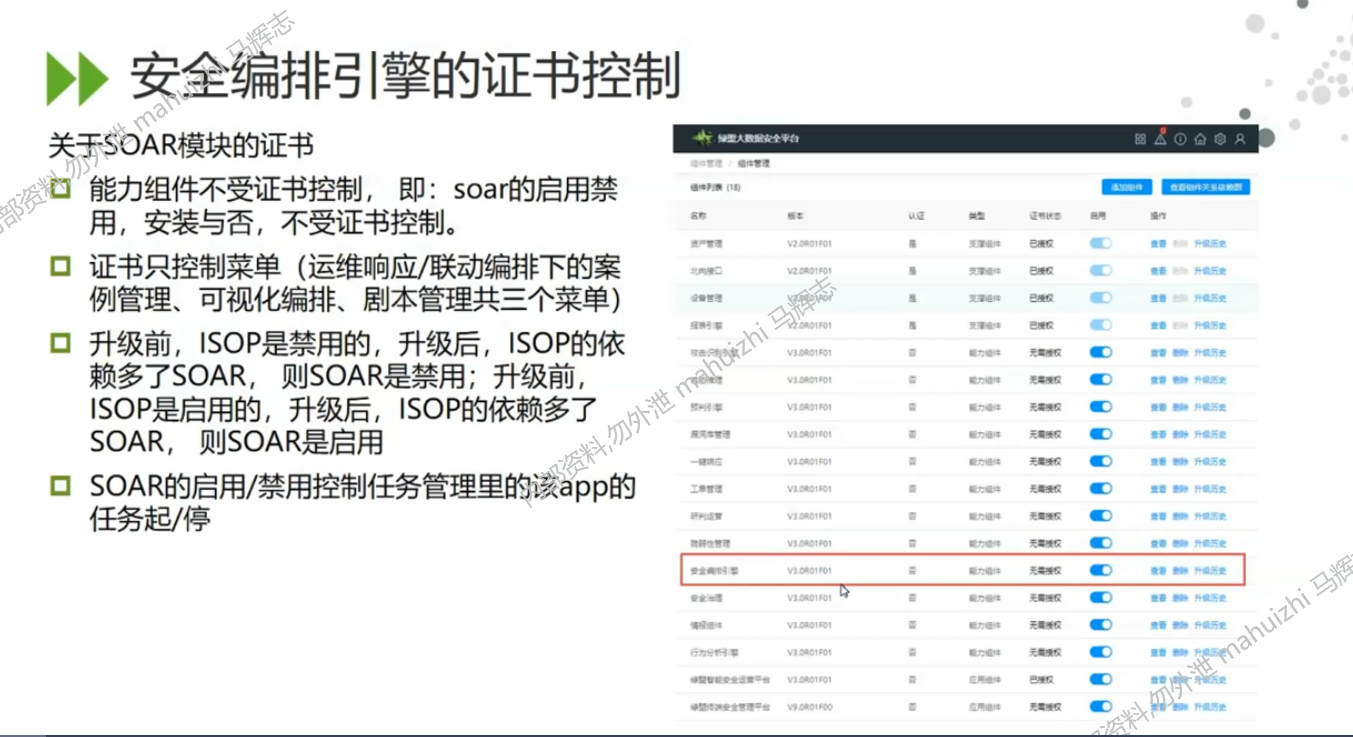 安全编排引擎的证书控制
关于SOAR模块的证书
能力组件不受证书控制， 即：soar的启用禁
用，安装与否，不受证书控制。
证书只控制菜单（运维响应/联动编排下的案
例管理、可视化编排、剧本管理共三个菜单）
升级前，ISOP是禁用的，升级后，ISOP的依
赖多了SOAR， 则SOAR是禁用；升级前，
ISOP是启用的，升级后，ISOP的依赖多了
SOAR， 则SOAR是启用
SOAR的启用/禁用控制任务管理里的该app的
任务起/停
绿盟大数据安全平台
组件管理 / 组件管理
组件列表 (18) 添加组件 查看组件关系依赖图
名称 版本 认证 类型 证书状态 启用 操作
资产管理 V2.0R01F01 是 支撑组件 已授权 查看 删除 升级历史
北向接口 V2.0R01F01 是 支撑组件 已授权 查看 删除 升级历史
设备管理 V2.0R01F01 是 支撑组件 已授权 查看 删除 升级历史
报表引擎 V2.0R01F01 是 支撑组件 已授权 查看 删除 升级历史
攻击识别引擎 V3.0R01F01 否 能力组件 无需授权 查看 删除 升级历史
管理 V3.0R01F01 否 能力组件 无需授权 查看 删除 升级历史
预判引擎 V3.0R01F01 否 能力组件 无需授权 查看 删除 升级历史
漏洞库管理 V3.0R01F01 否 能力组件 无需授权 查看 删除 升级历史
一键响应 V3.0R01F01 否 能力组件 无需授权 查看 删除 升级历史
工单管理 V3.0R01F01 否 能力组件 无需授权 查看 删除 升级历史
研判运营 V3.0R01F01 否 能力组件 无需授权 查看 删除 升级历史
脆弱性管理 V3.0R01F01 否 能力组件 无需授权 查看 删除 升级历史
安全编排引擎 V3.0R01F01 否 能力组件 无需授权 查看 删除 升级历史
安全治理 V3.0R01F01 否 能力组件 无需授权 查看 删除 升级历史
情报组件 V3.0R01F01 否 能力组件 无需授权 查看 删除 升级历史
行为分析引擎 V3.0R01F01 否 能力组件 无需授权 查看 删除 升级历史
绿盟智能安全运营平台 V3.0R01F01 否 应用组件 已授权 查看 删除 升级历史
绿盟终端安全管理平台 V9.0R01F00 否 应用组件 无需授权 查看 删除 升级历史
部资料,勿外泄 mahuizhi 马辉志
内部资料,勿外泄 mahuizhi 马辉志
部资料,勿外泄 mahuizhi 马辉志